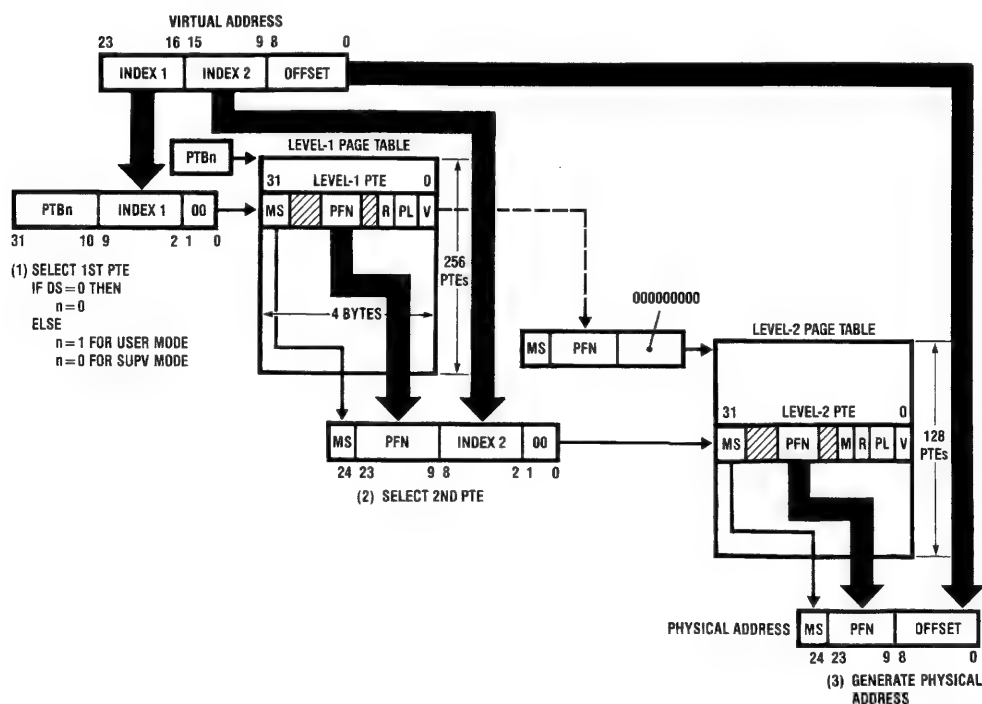 VIRTUAL ADDRESS
23 16 15 9 8 0
INDEX 1 INDEX 2 OFFSET
LEVEL-1 PAGE TABLE
PTBn
31 LEVEL-1 PTE 0
PTBn INDEX 1 00
MS PFN R PL V
31 10 9 2 1 0
(1) SELECT 1ST PTE
IF DS=0 THEN
n=0
ELSE
n=1 FOR USER MODE
n=0 FOR SUPV MODE
256
PTEs
4 BYTES
000000000
LEVEL-2 PAGE TABLE
MS PFN
31 LEVEL-2 PTE 0
MS PFN INDEX 2 00
MS PFN M R PL V
128
PTEs
24 23 9 8 2 1 0
(2) SELECT 2ND PTE
PHYSICAL ADDRESS MS PFN OFFSET
24 23 9 8 0
(3) GENERATE PHYSICAL
ADDRESS